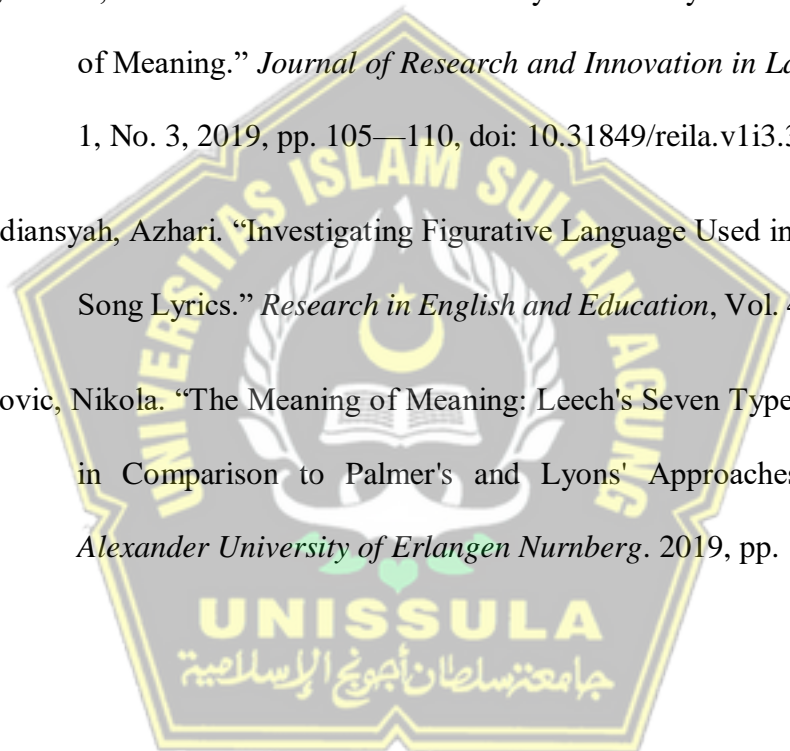 of Meaning.” Journal of Research and Innovation in La
1, No. 3, 2019, pp. 105—110, doi: 10.31849/reila.v1i3.3
diansyah, Azhari. “Investigating Figurative Language Used in
Song Lyrics.” Research in English and Education, Vol. 4
ovic, Nikola. “The Meaning of Meaning: Leech's Seven Type
in Comparison to Palmer's and Lyons' Approaches
Alexander University of Erlangen Nurnberg. 2019, pp.
UNIVERSITAS ISLAM SULTAN AGUNG
UNISSULA
جامعتنسلطان أجونج الإسلامية